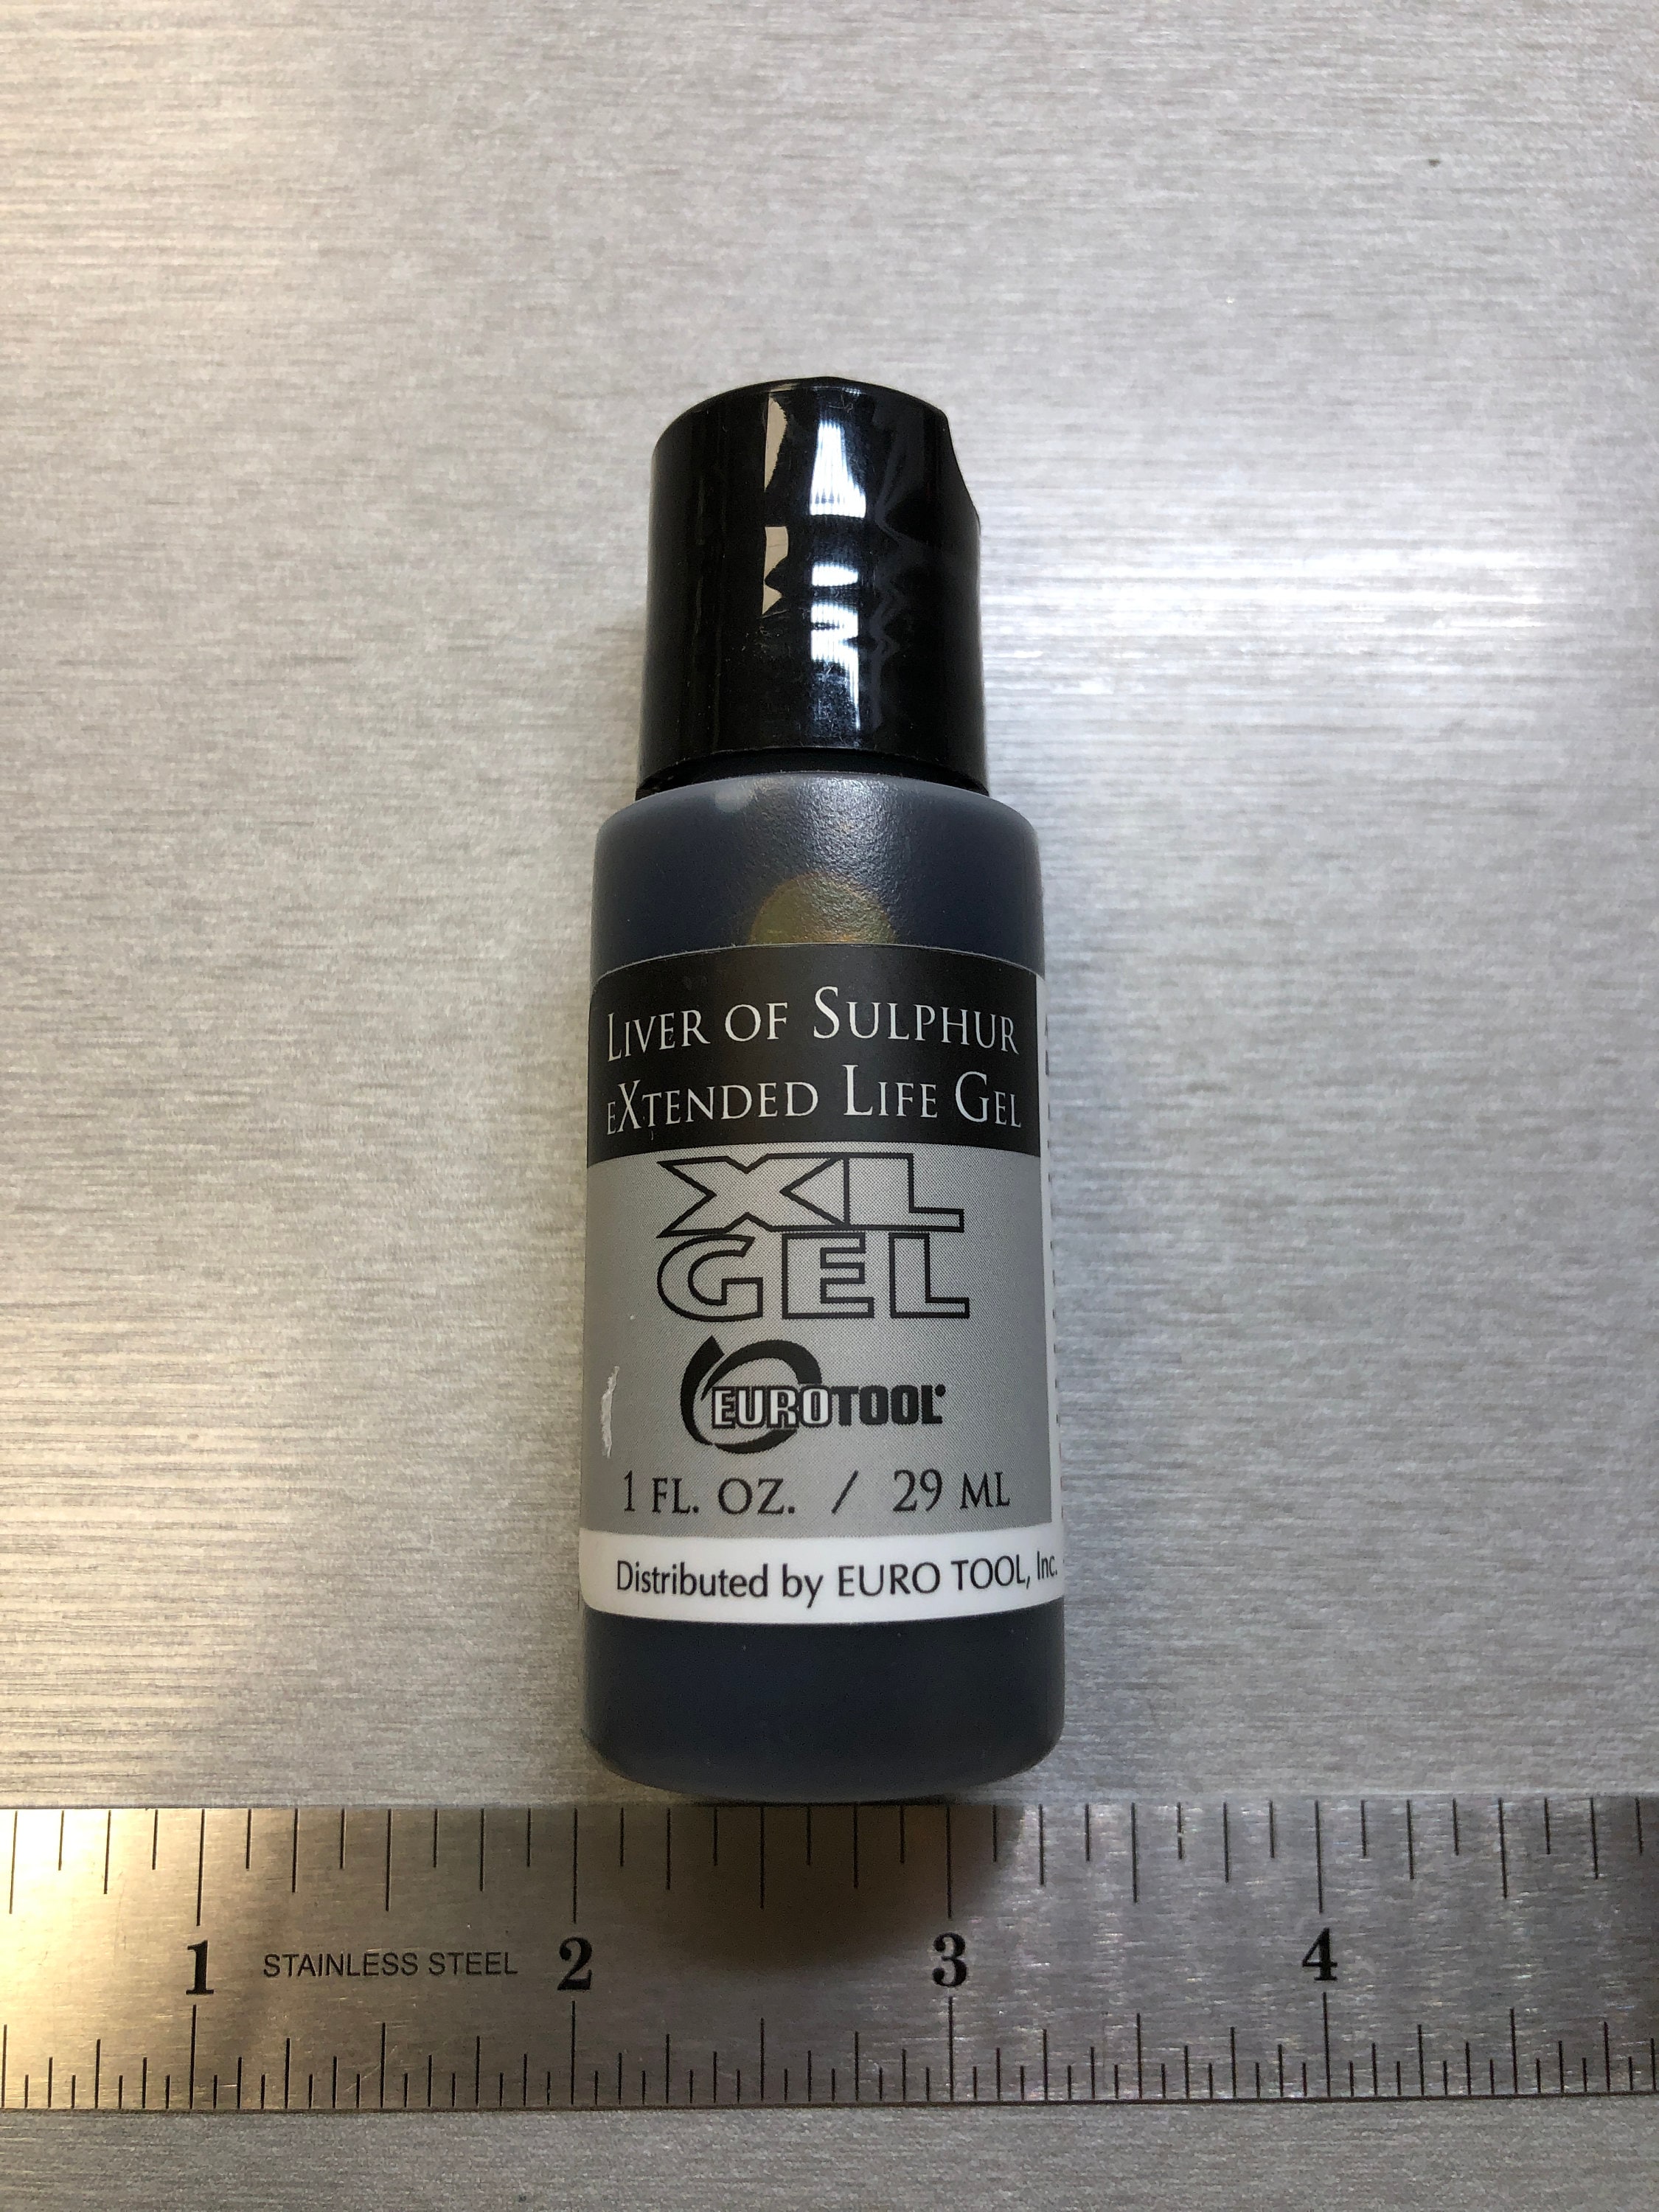 LIVER OF SULPHUR
EXTENDED LIFE GEL
XL
GEL
EUROTOOL
1 FL. OZ. / 29 ML
Distributed by EURO TOOL, Inc.
1 STAINLESS STEEL 2 3 4